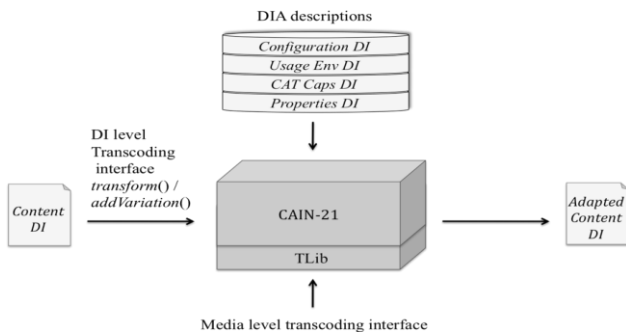 DIA descriptions
Configuration DI
Usage Env DI
CAT Caps DI
Properties DI
DI level
Transcoding
interface
transform() /
addVariation()
Content
DI
CAIN-21
TLib
Adapted
Content
DI
Media level transcoding interface